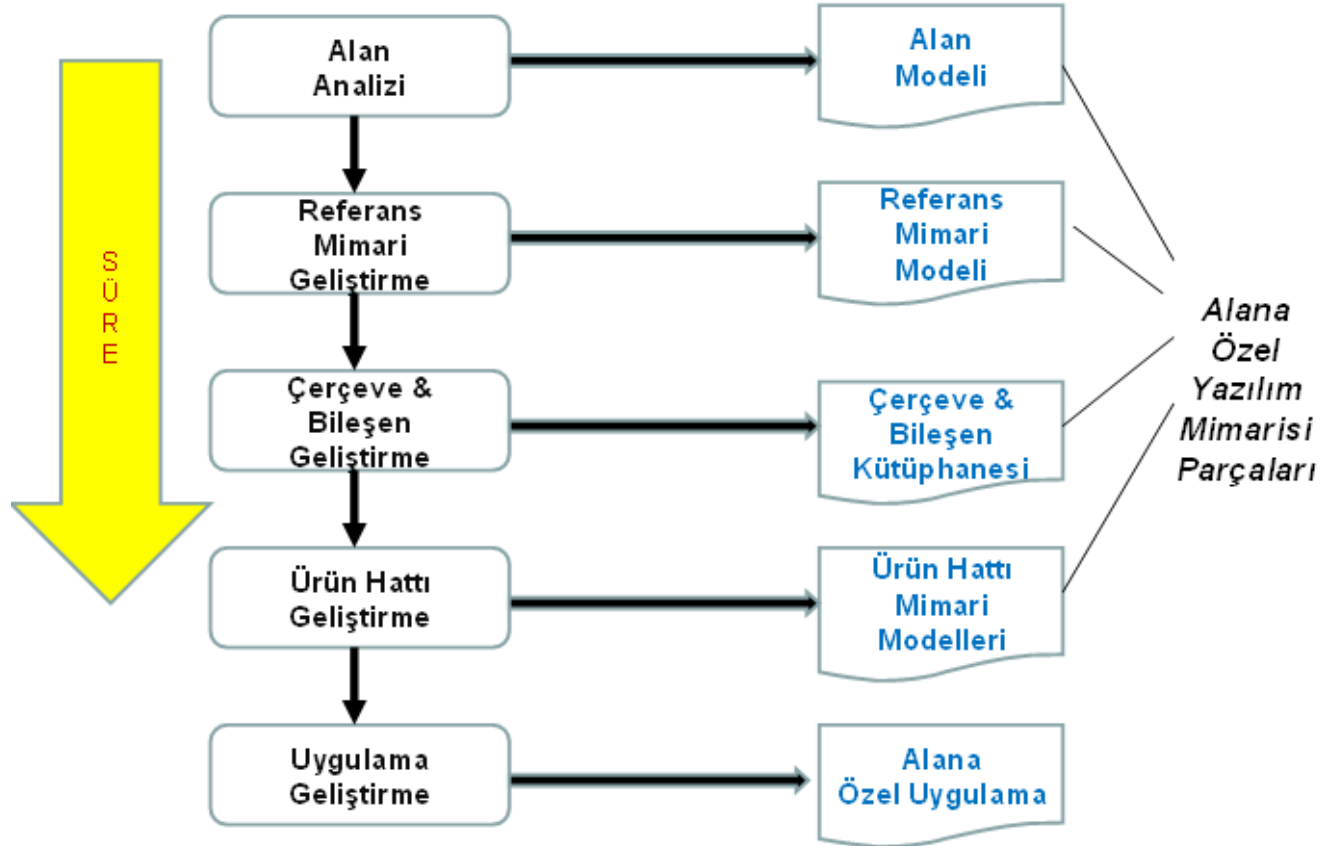 S
Ü
R
E
Alan
Analizi
Alan
Modeli
Referans
Mimari
Geliştirme
Referans
Mimari
Modeli
Çerçeve &
Bileşen
Geliştirme
Çerçeve &
Bileşen
Kütüphanesi
Ürün Hattı
Geliştirme
Ürün Hattı
Mimari
Modelleri
Uygulama
Geliştirme
Alana
Özel Uygulama
Alana
Özel
Yazılım
Mimarisi
Parçaları